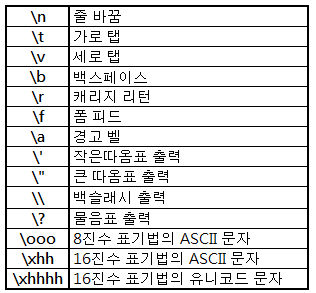 \n 줄 바꿈
\t 가로 탭
\v 세로 탭
\b 백스페이스
\r 캐리지 리턴
\f 폼 피드
\a 경고 벨
\' 작은따옴표 출력
\" 큰 따옴표 출력
\\ 백슬래시 출력
\? 물음표 출력
\ooo 8진수 표기법의 ASCII 문자
\xhh 16진수 표기법의 ASCII 문자
\xhhhh 16진수 표기법의 유니코드 문자